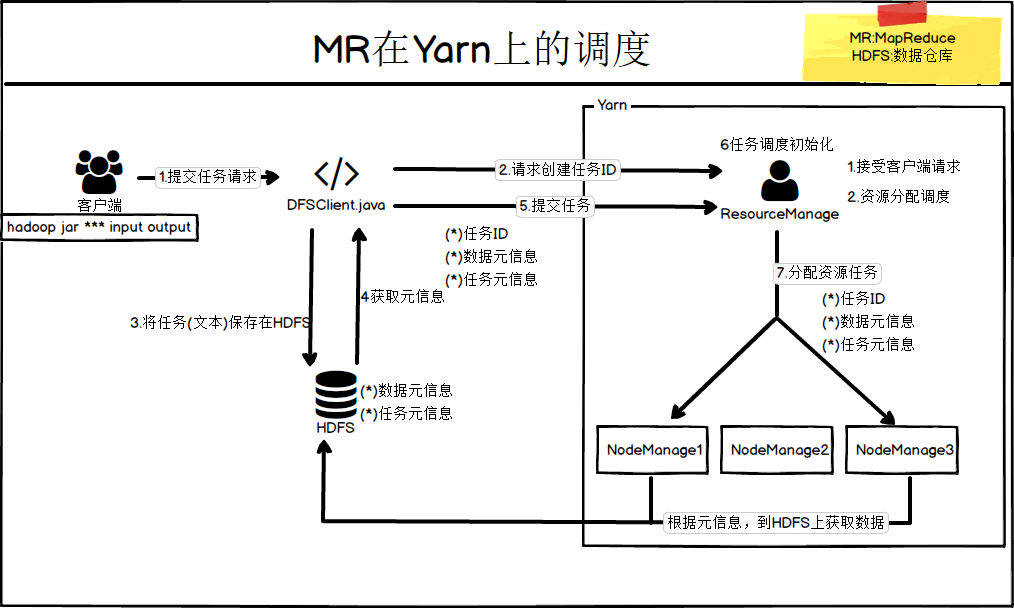 MR在Yarn上的调度
MR:MapReduce
HDFS:数据仓库
Yarn
6任务调度初始化
1.提交任务请求
2.请求创建任务ID
1.接受客户端请求
2.资源分配调度
客户端
DFSClient.java
5.提交任务
ResourceManage
hadoop jar *** input output
(*)任务ID
(*)数据元信息
(*)任务元信息
7.分配资源任务
4获取元信息
(*)任务ID
(*)数据元信息
(*)任务元信息
3.将任务(文本)保存在HDFS
(*)数据元信息
(*)任务元信息
HDFS
NodeManage1
NodeManage2
NodeManage3
根据元信息，到HDFS上获取数据